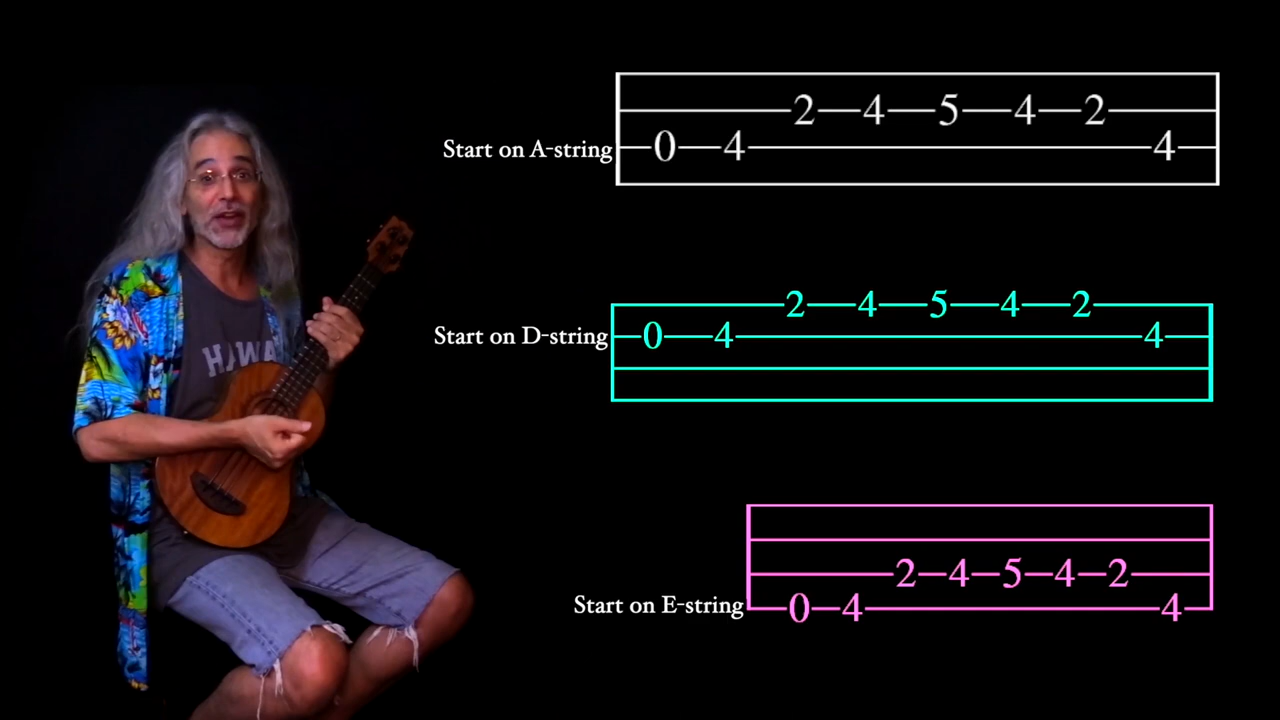 2 4 5 4 2
Start on A-string 0 4 4
2 4 5 4 2
Start on D-string 0 4 4
HAWA
2 4 5 4 2
Start on E-string 0 4 4